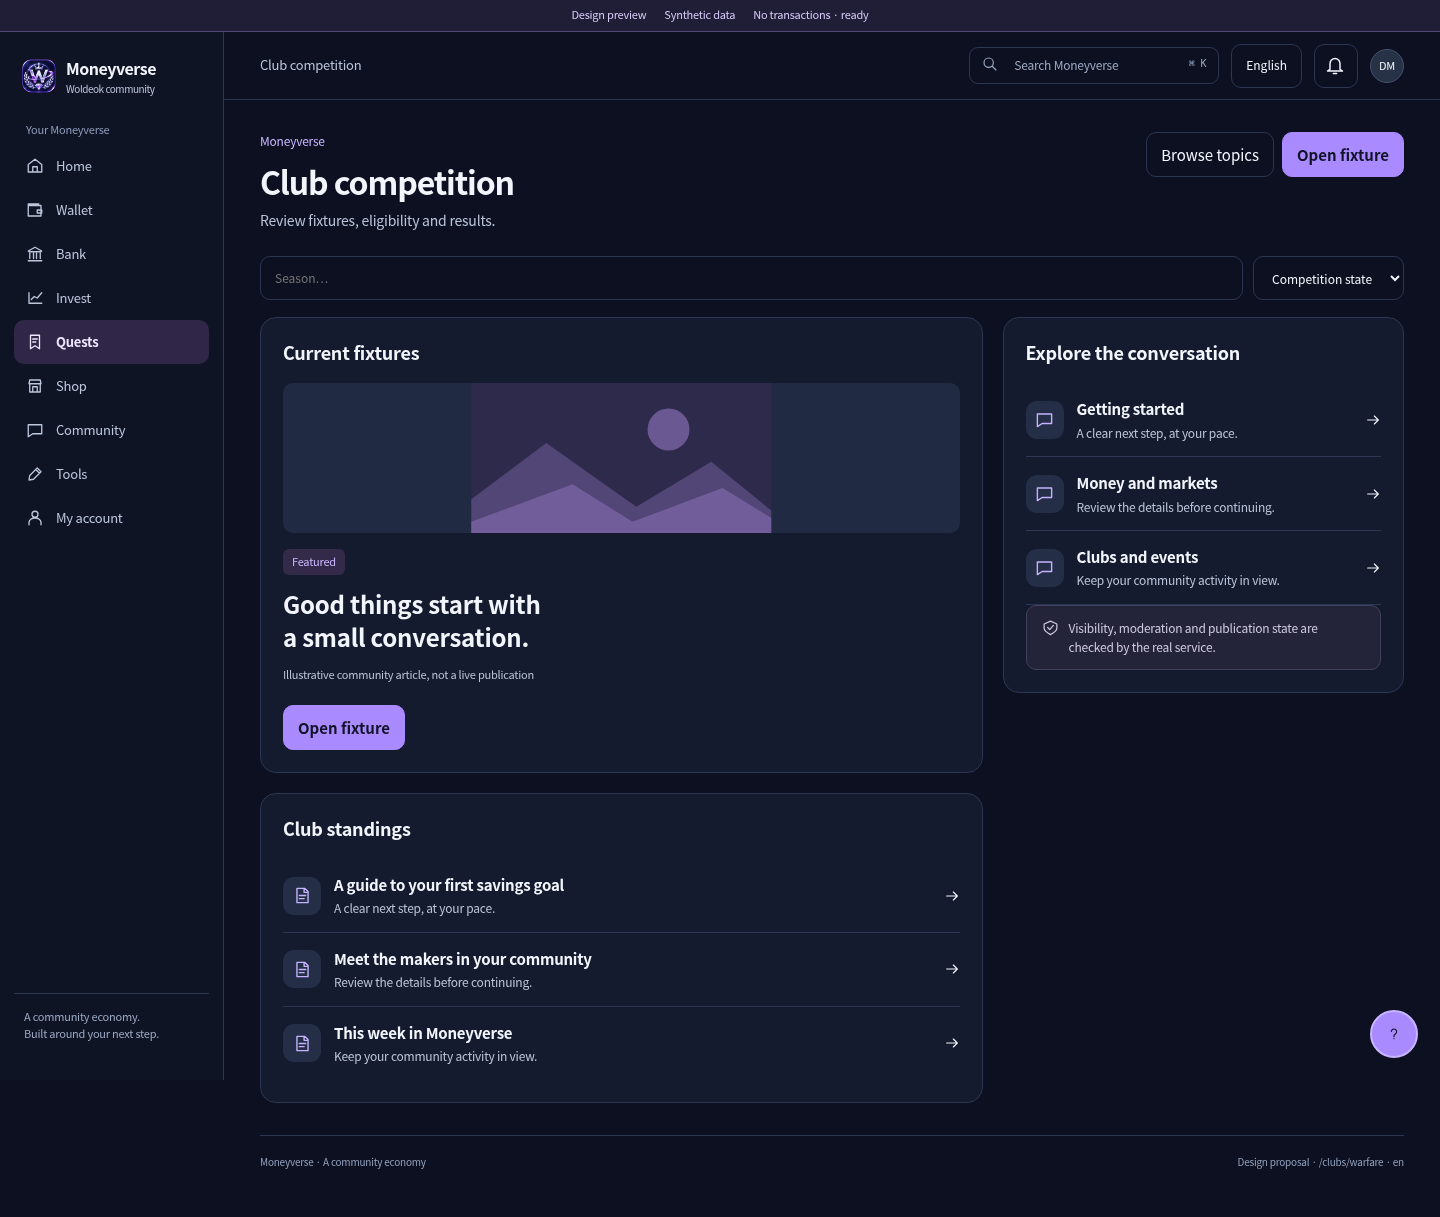 Design preview Synthetic data No transactions · ready
Moneyverse
Woldeok community
Your Moneyverse
Home
Wallet
Bank
Invest
Quests
Shop
Community
Tools
My account
A community economy.
Built around your next step.
Club competition
Search Moneyverse ⌘ K
English
DM
Moneyverse
Club competition
Review fixtures, eligibility and results.
Browse topics
Open fixture
Season…
Competition state
Current fixtures
Featured
Good things start with
a small conversation.
Illustrative community article, not a live publication
Open fixture
Explore the conversation
Getting started
A clear next step, at your pace.
Money and markets
Review the details before continuing.
Clubs and events
Keep your community activity in view.
Visibility, moderation and publication state are
checked by the real service.
Club standings
A guide to your first savings goal
A clear next step, at your pace.
Meet the makers in your community
Review the details before continuing.
This week in Moneyverse
Keep your community activity in view.
?
Moneyverse · A community economy
Design proposal · /clubs/warfare · en